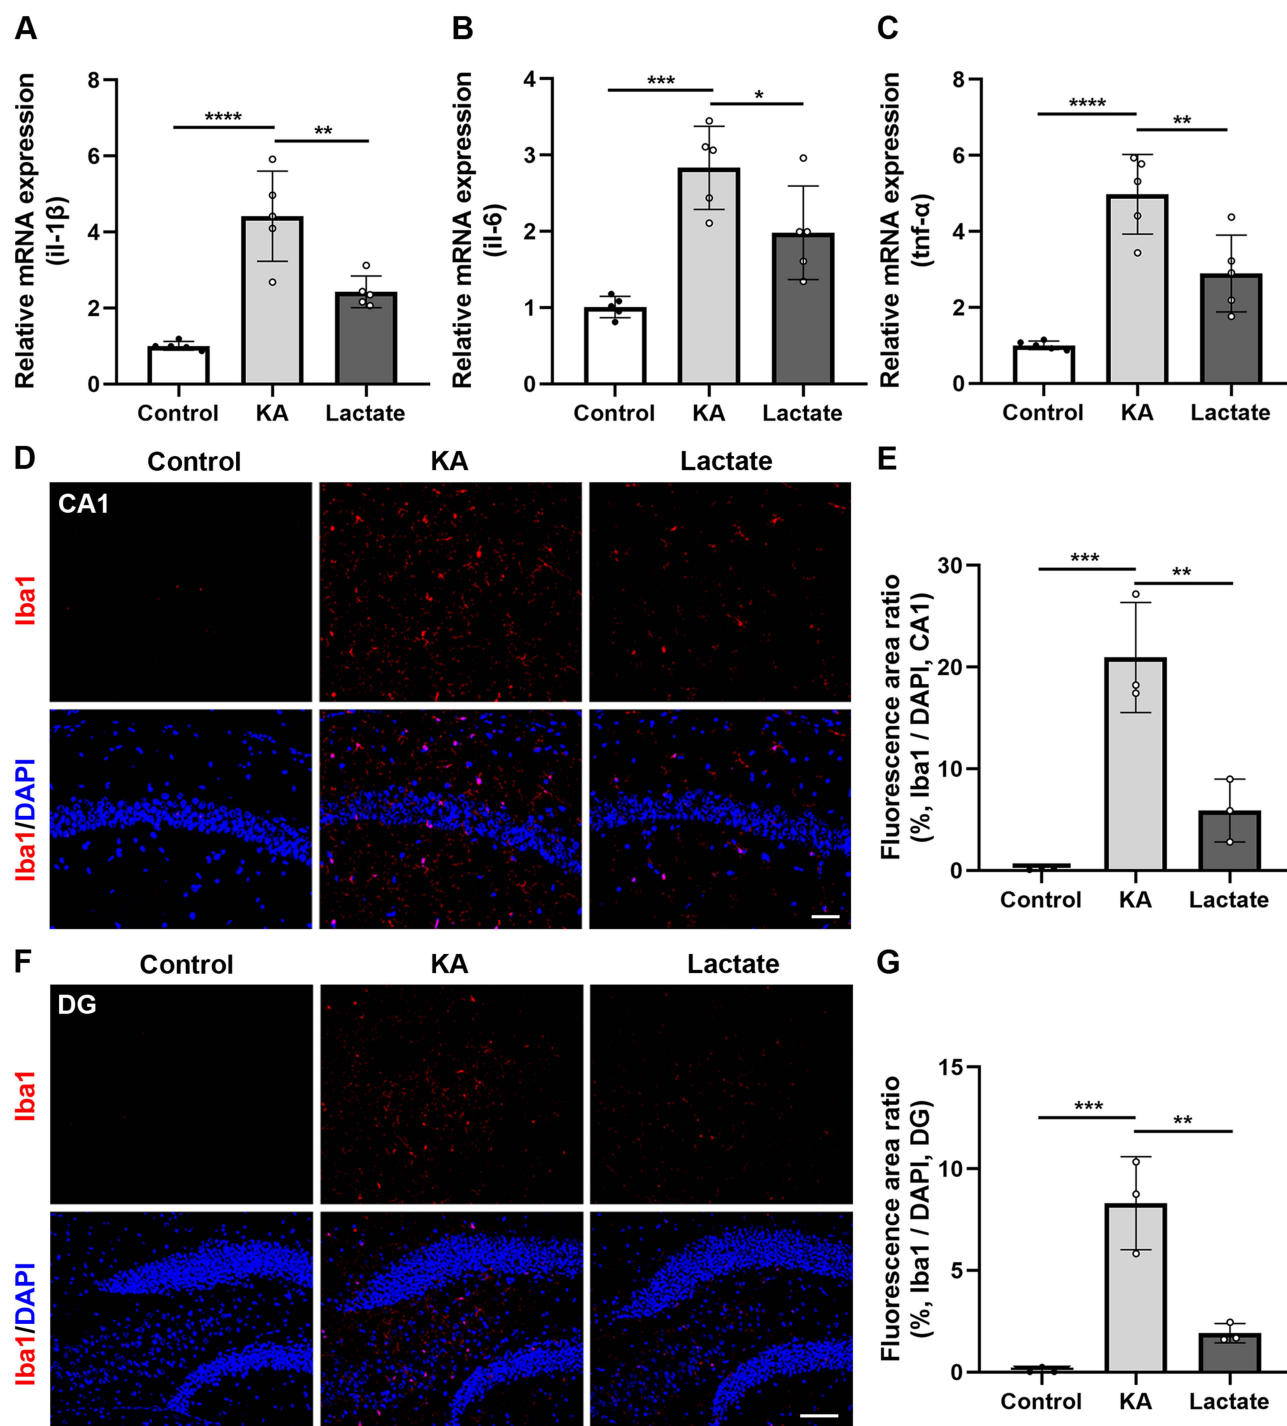 A
Relative mRNA expression
(il-1β)
8
6
4
2
0
****
**
Control KA Lactate
B
Relative mRNA expression
(il-6)
4
3
2
1
0
***
*
Control KA Lactate
C
Relative mRNA expression
(tnf-α)
8
6
4
2
0
****
**
Control KA Lactate
D
Control KA Lactate
CA1
Iba1
Iba1/DAPI
E
Fluorescence area ratio
(%, Iba1 / DAPI, CA1)
30
20
10
0
***
**
Control KA Lactate
F
Control KA Lactate
DG
Iba1
Iba1/DAPI
G
Fluorescence area ratio
(%, Iba1 / DAPI, DG)
15
10
5
0
***
**
Control KA Lactate